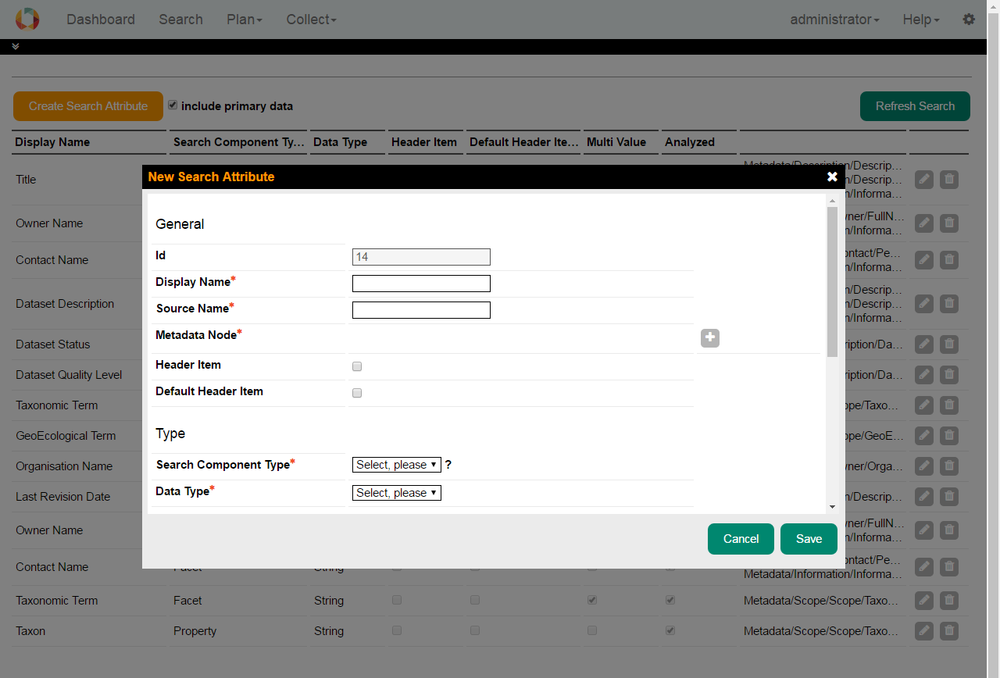 Dashboard Search Plan Collect administrator Help
Create Search Attribute include primary data Refresh Search
Display Name Search Component Ty... Data Type Header Item Default Header Ite... Multi Value Analyzed
Metadata/Description/Descrip...
Title n/Descrip...
n/Informa...
New Search Attribute
Owner Name ner/FullN...
n/Informa...
General
Contact Name ontact/Pe...
n/Informa...
Id 14
Display Name*
Source Name*
Metadata Node*
Header Item
Default Header Item
Dataset Description n/Descrip...
n/Descrip...
n/Informa...
Dataset Status ription/Da...
Dataset Quality Level ription/Da...
Taxonomic Term ope/Taxo...
Type
GeoEcological Term ope/GeoE...
Search Component Type* Select, please ?
Organisation Name ner/Orga...
Data Type* Select, please
Last Revision Date n/Descrip...
Owner Name ner/FullN...
n/Informa...
Cancel Save
Contact Name Facet String ontact/Pe...
Metadata/Information/Informa...
Taxonomic Term Facet String Metadata/Scope/Scope/Taxo...
Taxon Property String Metadata/Scope/Scope/Taxo...